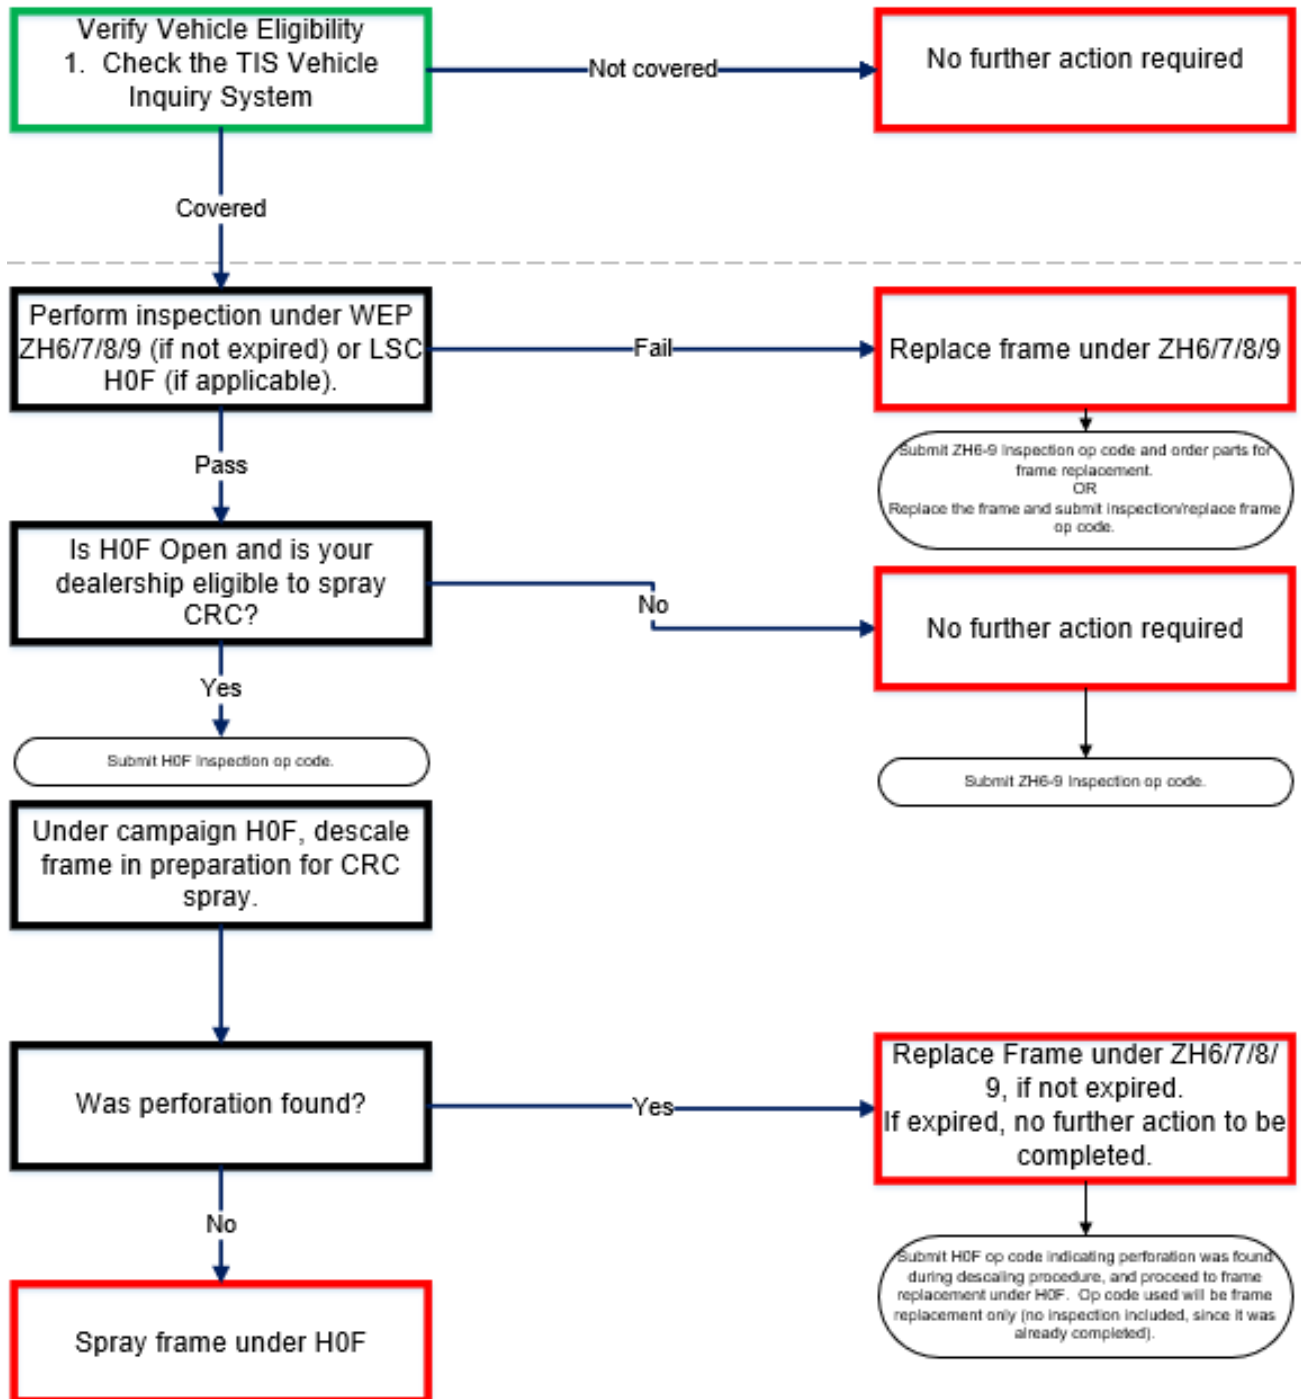 Verify Vehicle Eligibility
1. Check the TIS Vehicle
Inquiry System
Not covered
No further action required
Covered
Perform inspection under WEP
ZH6/7/8/9 (if not expired) or LSC
H0F (if applicable).
Fail
Replace frame under ZH6/7/8/9
Submit ZH6-9 Inspection op code and order parts for
frame replacement.
OR
Replace the frame and submit inspection/replace frame
op code.
Pass
Is H0F Open and is your
dealership eligible to spray
CRC?
No
No further action required
Yes
Submit H0F Inspection op code.
Submit ZH6-9 Inspection op code.
Under campaign H0F, descale
frame in preparation for CRC
spray.
Was perforation found?
Yes
Replace Frame under ZH6/7/8/
9, if not expired.
If expired, no further action to be
completed.
No
Submit H0F op code indicating perforation was found
during descaling procedure, and proceed to frame
replacement under H0F. Op code used will be frame
replacement only (no inspection included, since it was
already completed).
Spray frame under H0F